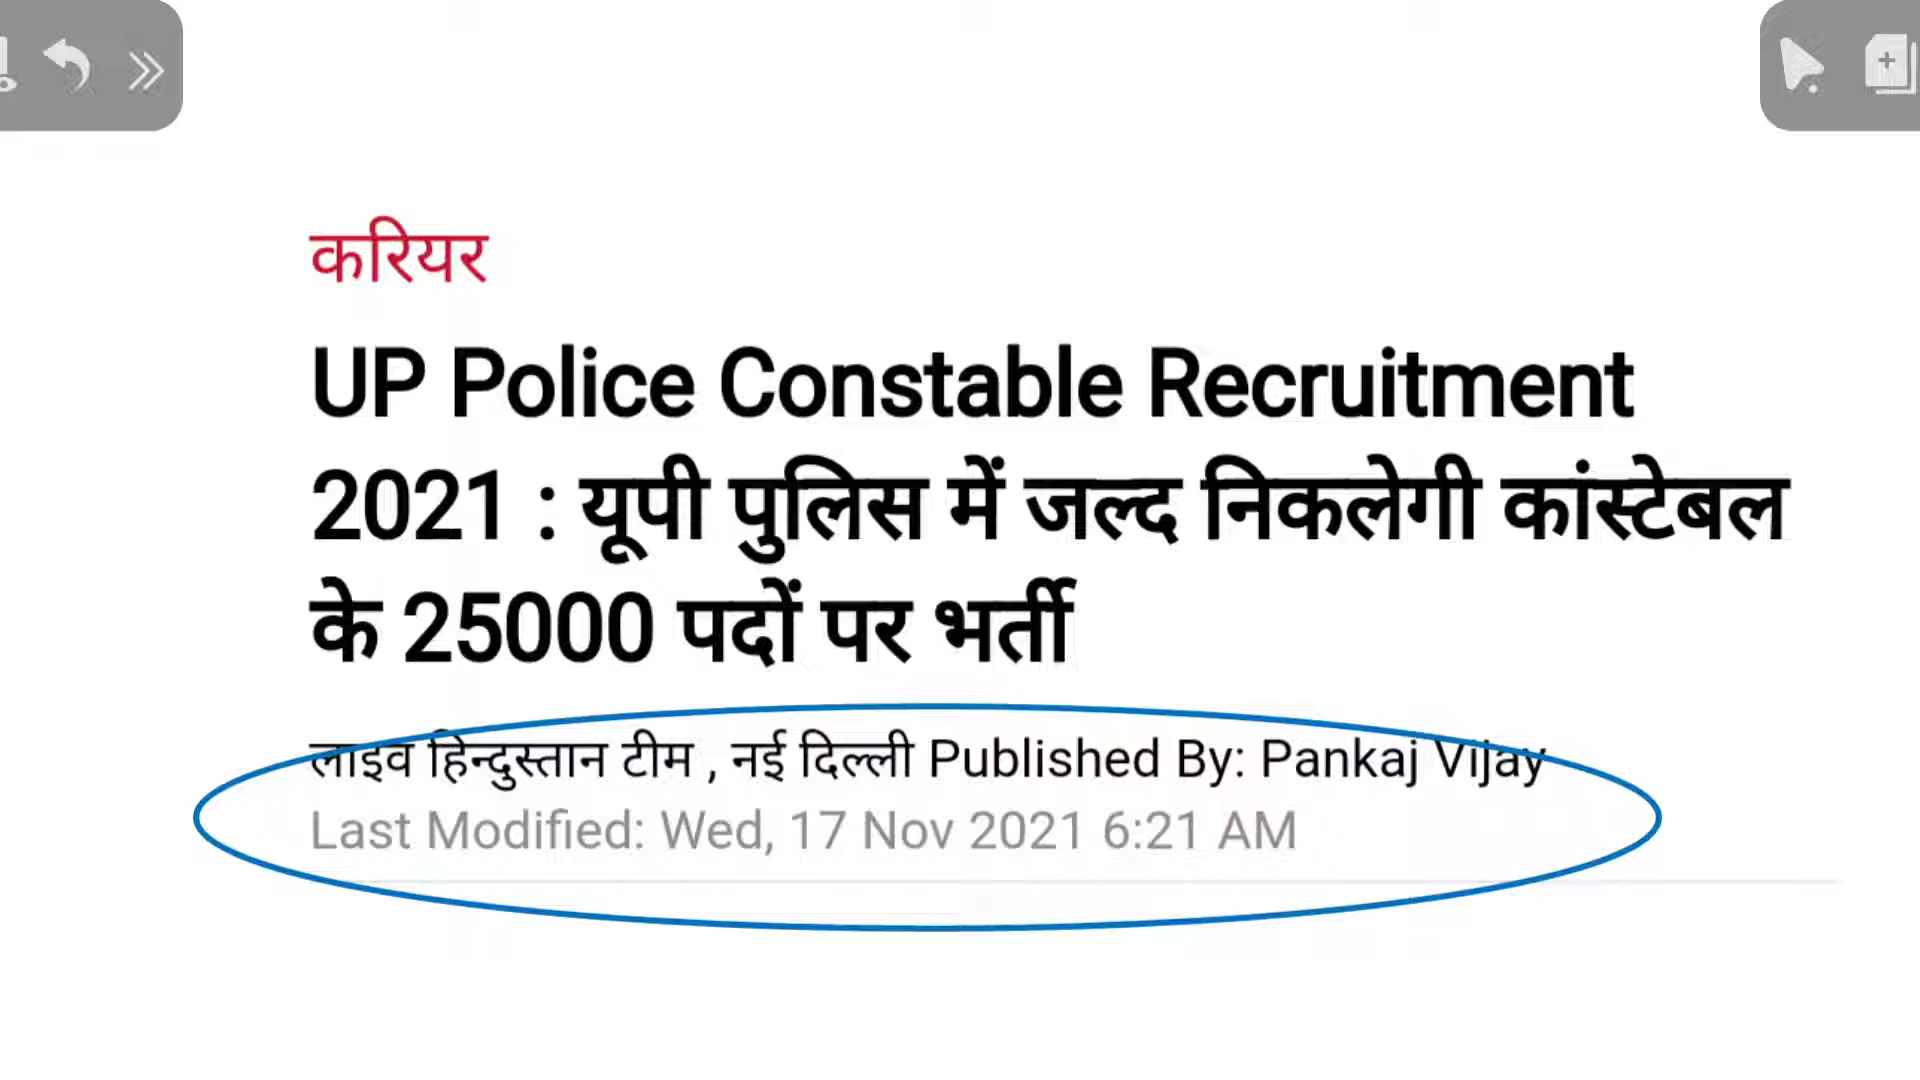 करियर
UP Police Constable Recruitment
2021 : यूपी पुलिस में जल्द निकलेगी कांस्टेबल
के 25000 पदों पर भर्ती
लाइव हिन्दुस्तान टीम , नई दिल्ली Published By: Pankaj Vijay
Last Modified: Wed, 17 Nov 2021 6:21 AM